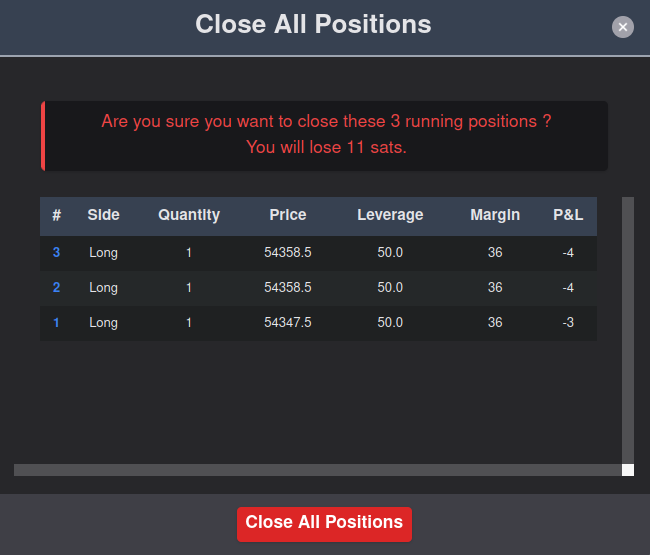 Close All Positions
Are you sure you want to close these 3 running positions ?
You will lose 11 sats.
# Side Quantity Price Leverage Margin P&L
3 Long 1 54358.5 50.0 36 -4
2 Long 1 54358.5 50.0 36 -4
1 Long 1 54347.5 50.0 36 -3
Close All Positions